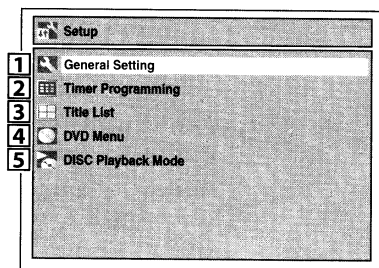 Setup
1 General Setting
2 Timer Programming
3 Title List
4 DVD Menu
5 DISC Playback Mode